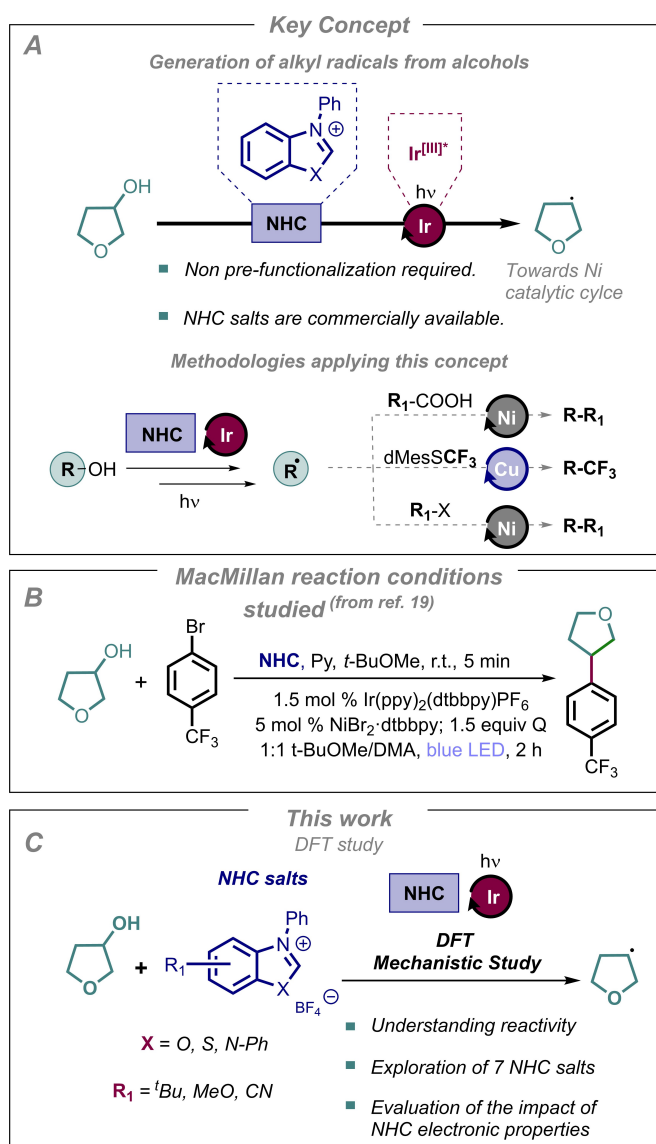 Key Concept
A
Generation of alkyl radicals from alcohols
Ph
N
⊕
X
Ir[III]*
hν
OH
O
NHC
Ir
O
Non pre-functionalization required.
NHC salts are commercially available.
Towards Ni
catalytic cylce
Methodologies applying this concept
NHC
Ir
R-OH
hν
R
R1-COOH
Ni
R-R1
dMesSCF3
Cu
R-CF3
R1-X
Ni
R-R1
B
MacMillan reaction conditions
studied (from ref. 19)
OH
O
+
Br
CF3
NHC, Py, t-BuOMe, r.t., 5 min
1.5 mol % Ir(ppy)2(dtbbpy)PF6
5 mol % NiBr2·dtbbpy; 1.5 equiv Q
1:1 t-BuOMe/DMA, blue LED, 2 h
O
CF3
This work
C
DFT study
NHC salts
hν
NHC
Ir
OH
O
+
R1
Ph
N
⊕
X
BF4 ⊖
DFT
Mechanistic Study
O
X = O, S, N-Ph
R1 = tBu, MeO, CN
Understanding reactivity
Exploration of 7 NHC salts
Evaluation of the impact of
NHC electronic properties